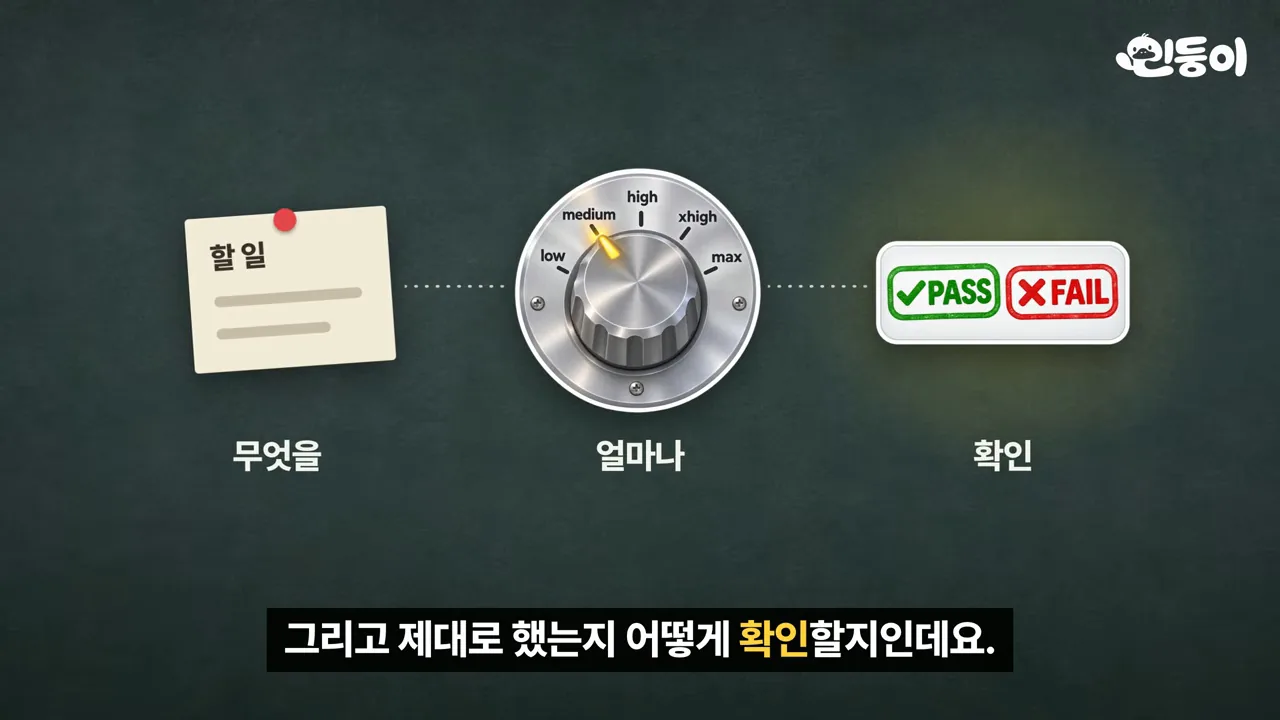 인둥이
할 일
low
medium
high
xhigh
max
PASS
FAIL
무엇을
얼마나
확인
그리고 제대로 했는지 어떻게 확인할지인데요.